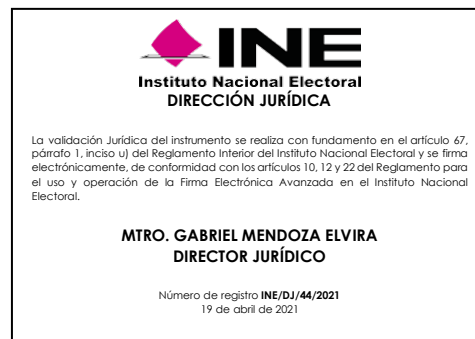 INE
Instituto Nacional Electoral
DIRECCIÓN JURÍDICA
La validación Jurídica del instrumento se realiza con fundamento en el artículo 67,
párrafo 1, inciso u) del Reglamento Interior del Instituto Nacional Electoral y se firma
electrónicamente, de conformidad con los artículos 10, 12 y 22 del Reglamento para
el uso y operación de la Firma Electrónica Avanzada en el Instituto Nacional
Electoral.
MTRO. GABRIEL MENDOZA ELVIRA
DIRECTOR JURÍDICO
Número de registro INE/DJ/44/2021
19 de abril de 2021